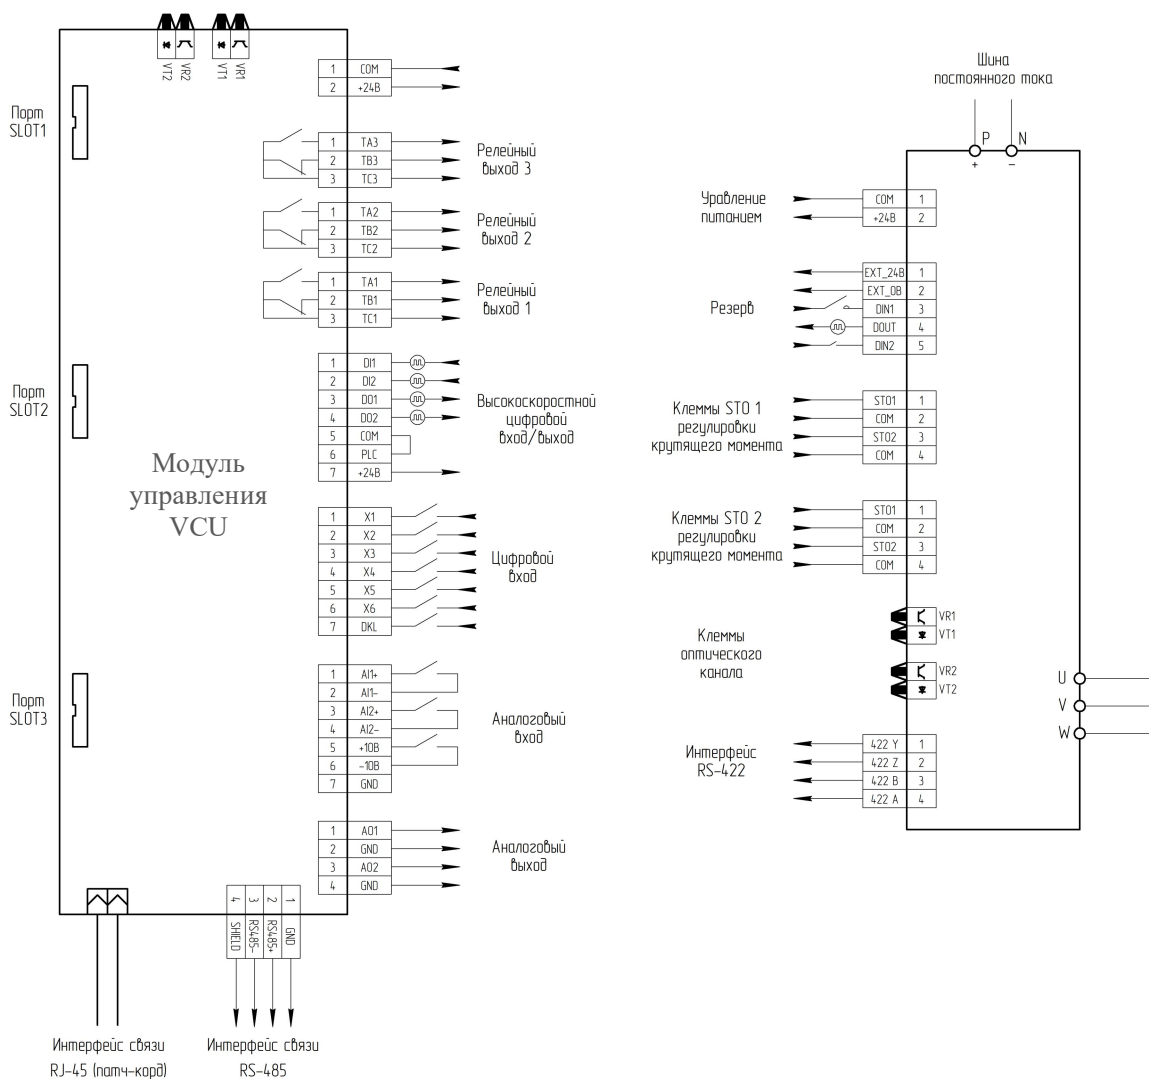 VT2
VR2
VT1
VR1
Порт
SLOT1
1 COM
2 +24В
1 TA3
2 TB3
3 TC3
Релейный
выход 3
1 TA2
2 TB2
3 TC2
Релейный
выход 2
1 TA1
2 TB1
3 TC1
Релейный
выход 1
Порт
SLOT2
1 DI1
2 DI2
3 DO1
4 DO2
5 COM
6 PLC
7 +24В
Высокоскоростной
цифровой
вход/выход
Модуль
управления
VCU
1 X1
2 X2
3 X3
4 X4
5 X5
6 X6
7 DKL
Цифровой
вход
Порт
SLOT3
1 AI1+
2 AI1-
3 AI2+
4 AI2-
5 +10В
6 -10В
7 GND
Аналоговый
вход
1 AO1
2 GND
3 AO2
4 GND
Аналоговый
выход
4 3 2 1
SHIELD RS485- RS485+ GND
Интерфейс связи
RJ-45 (патч-корд)
Интерфейс связи
RS-485
Шина
постоянного тока
P N
+ -
Уравление
питанием
COM 1
+24В 2
Резерв
EXT_24В 1
EXT_0В 2
DIN1 3
DOUT 4
DIN2 5
Клеммы STO 1
регулировки
крутящего момента
STO1 1
COM 2
STO2 3
COM 4
Клеммы STO 2
регулировки
крутящего момента
STO1 1
COM 2
STO2 3
COM 4
Клеммы
оптического
канала
VR1
VT1
VR2
VT2
U
V
W
Интерфейс
RS-422
422 Y 1
422 Z 2
422 B 3
422 A 4